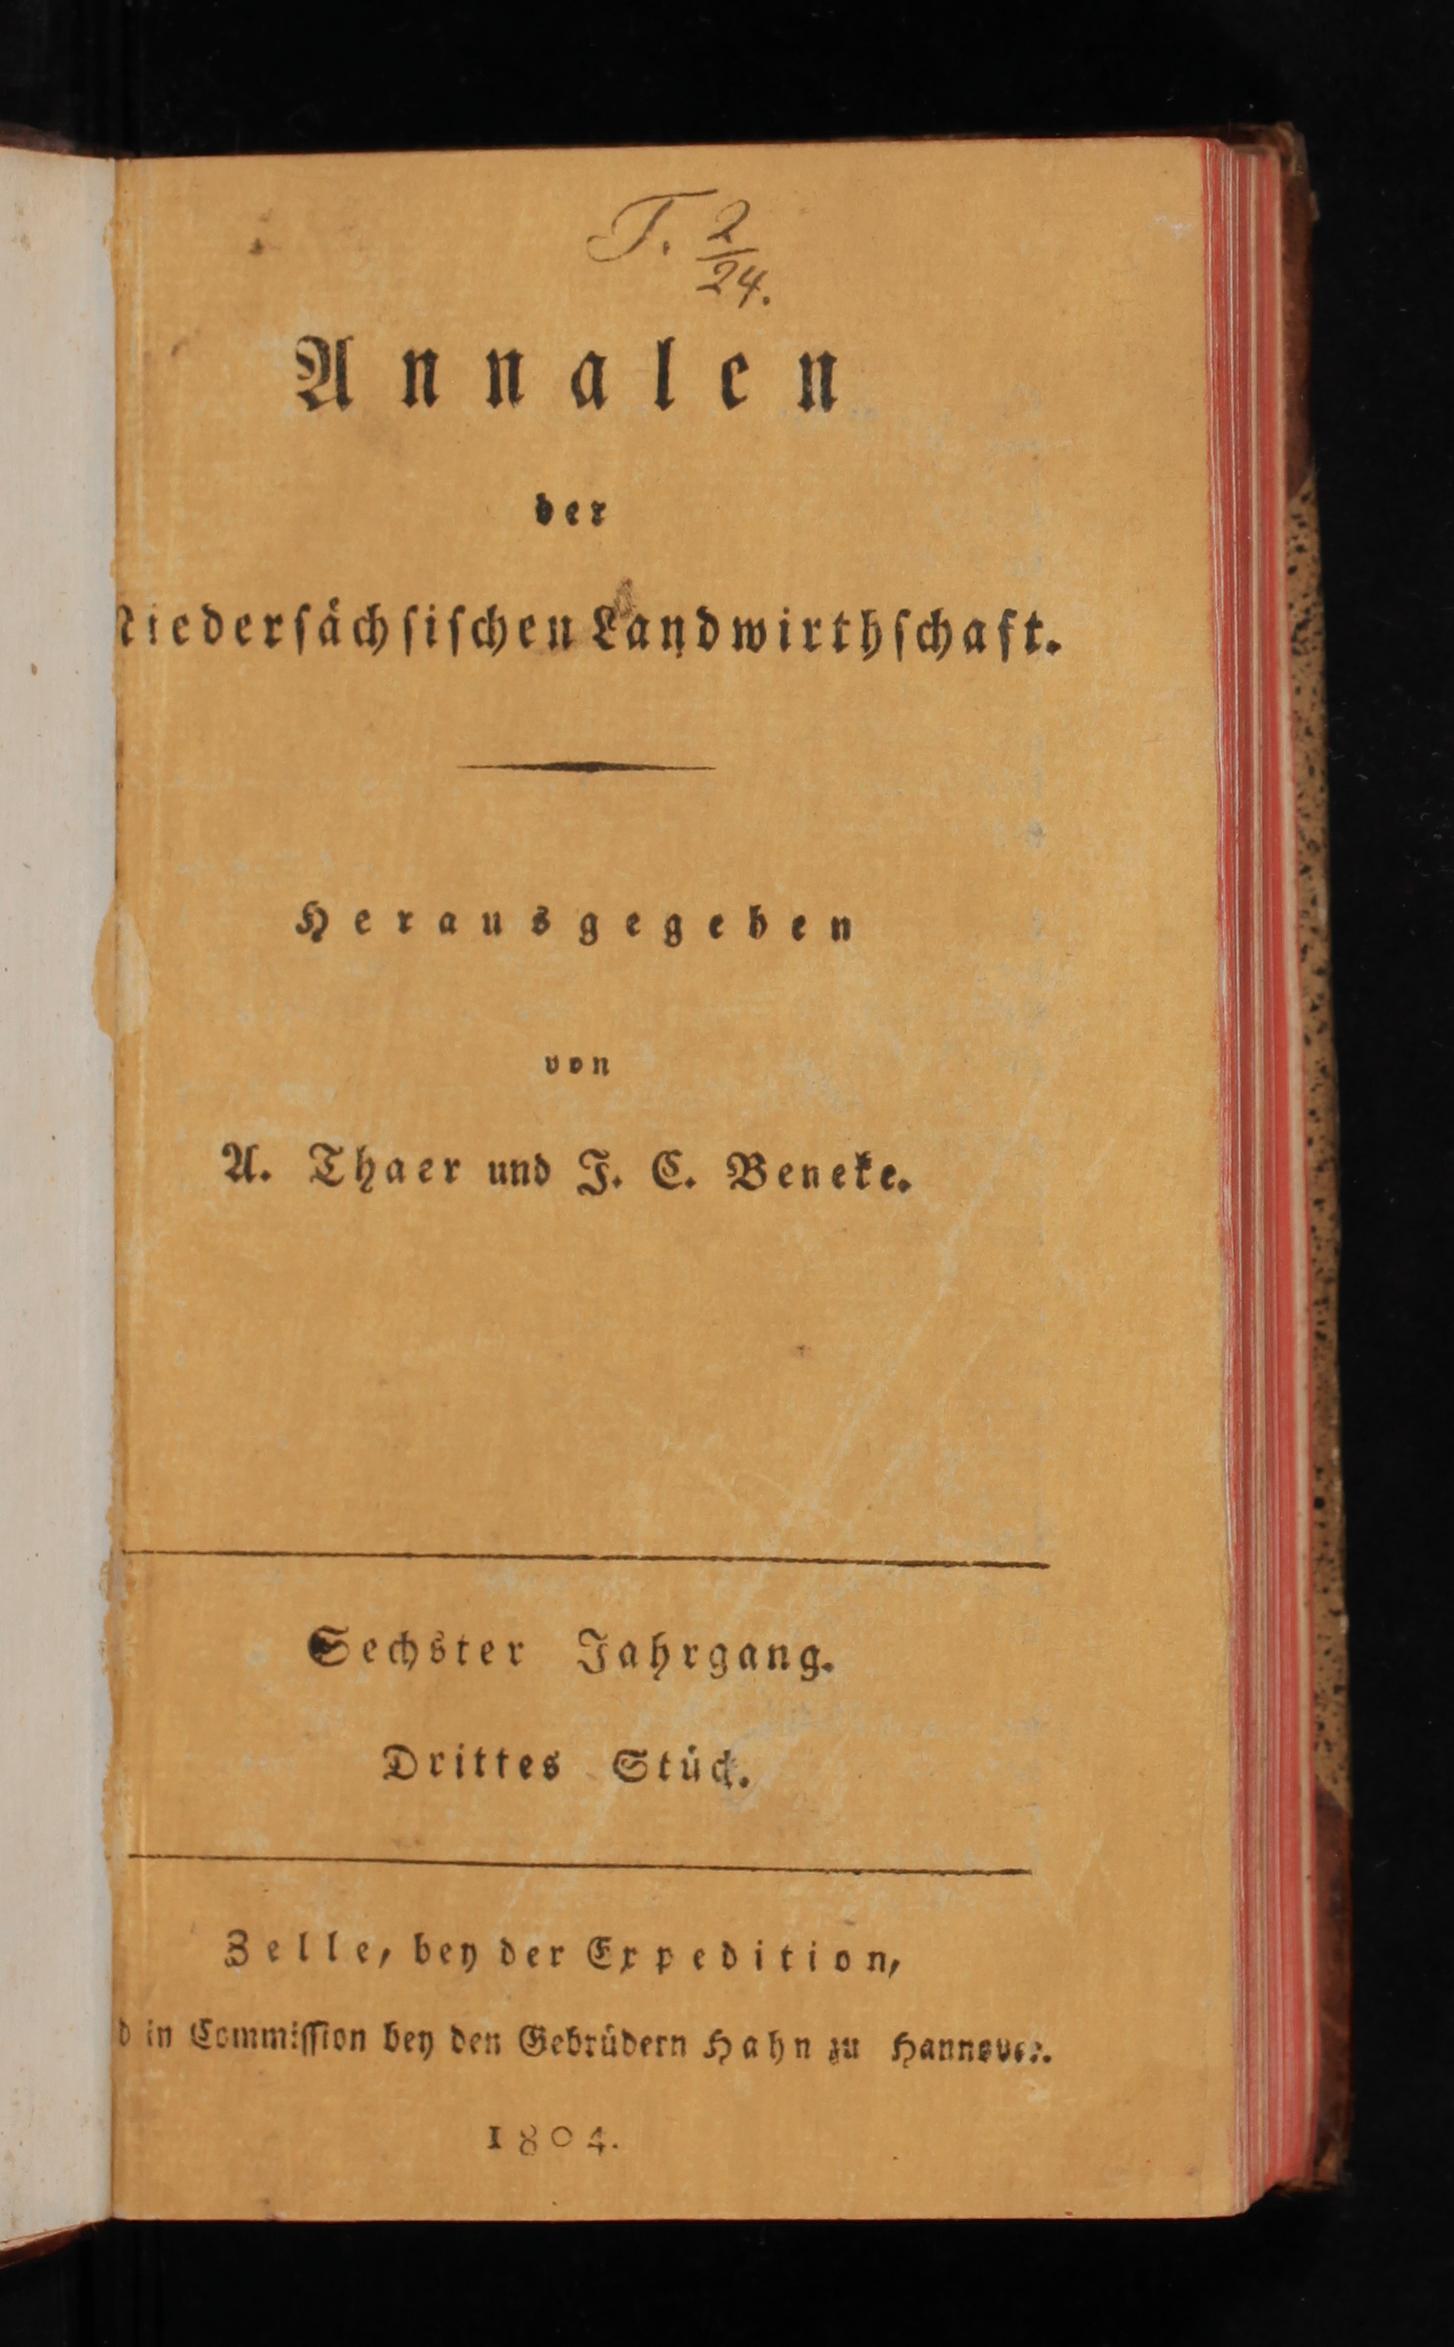 T. 2/24.
Annalen
der
Niedersächsischen Landwirthschaft.
Herausgegeben
von
A. Thaer und J. C. Beneke.
Sechster Jahrgang.
Drittes Stück.
Zelle, bey der Expedition,
d in Commission bey den Gebrüdern Hahn zu Hannover.
1804.